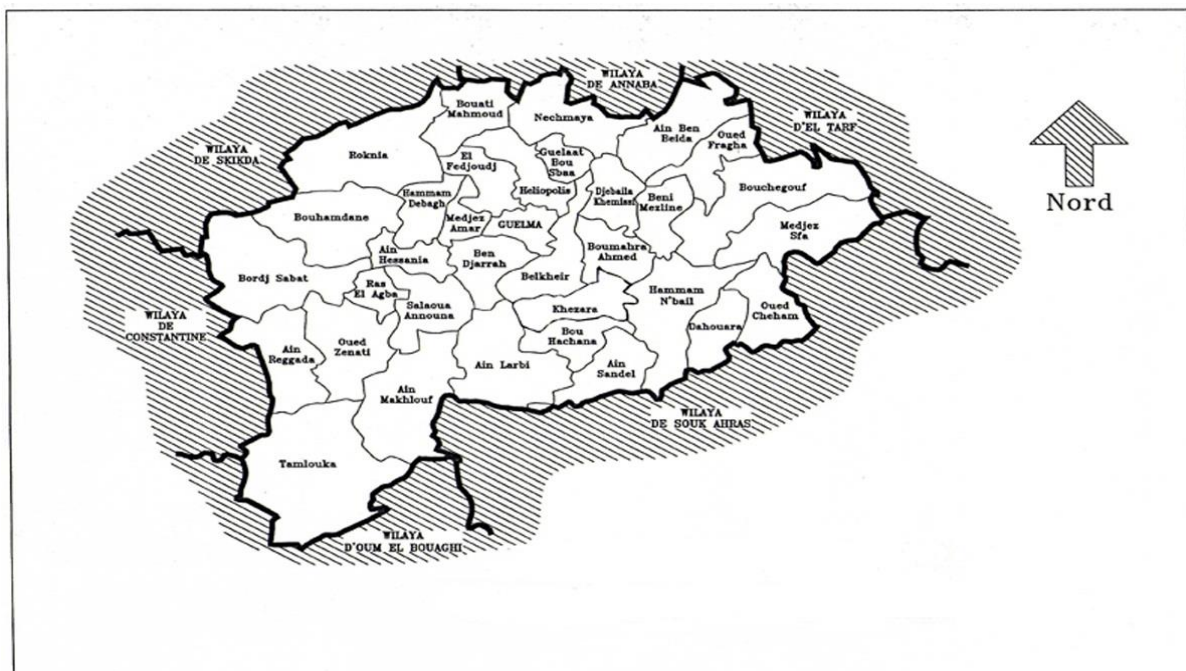 WILAYA
DE ANNABA
WILAYA
D'EL TARF
WILAYA
DE SKIKDA
Nord
Bouati
Mahmoud
Nechmaya
Ain Ben
Beida
Oued
Fragha
Roknia
El
Fedjoudj
Guelaat
Bou
Sbaa
Heliopolis
Djebaila
Khemissi
Beni
Mezline
Bouchegouf
Hammam
Debagh
Bouhamdane
Medjez
Amar
GUELMA
Medjez
Sfa
Ain
Hessania
Ben
Djarrah
Boumahra
Ahmed
Bordj Sabat
Belkheir
Ras
El Agba
Salaoua
Announa
Hammam
N'bail
Khezara
Oued
Cheham
Dahouara
WILAYA
DE
CONSTANTINE
Ain
Reggada
Oued
Zenati
Bou
Hachana
Ain Larbi
Ain
Sandel
Ain
Makhlouf
WILAYA
DE SOUK AHRAS
Tamlouka
WILAYA
D'OUM EL BOUAGHI